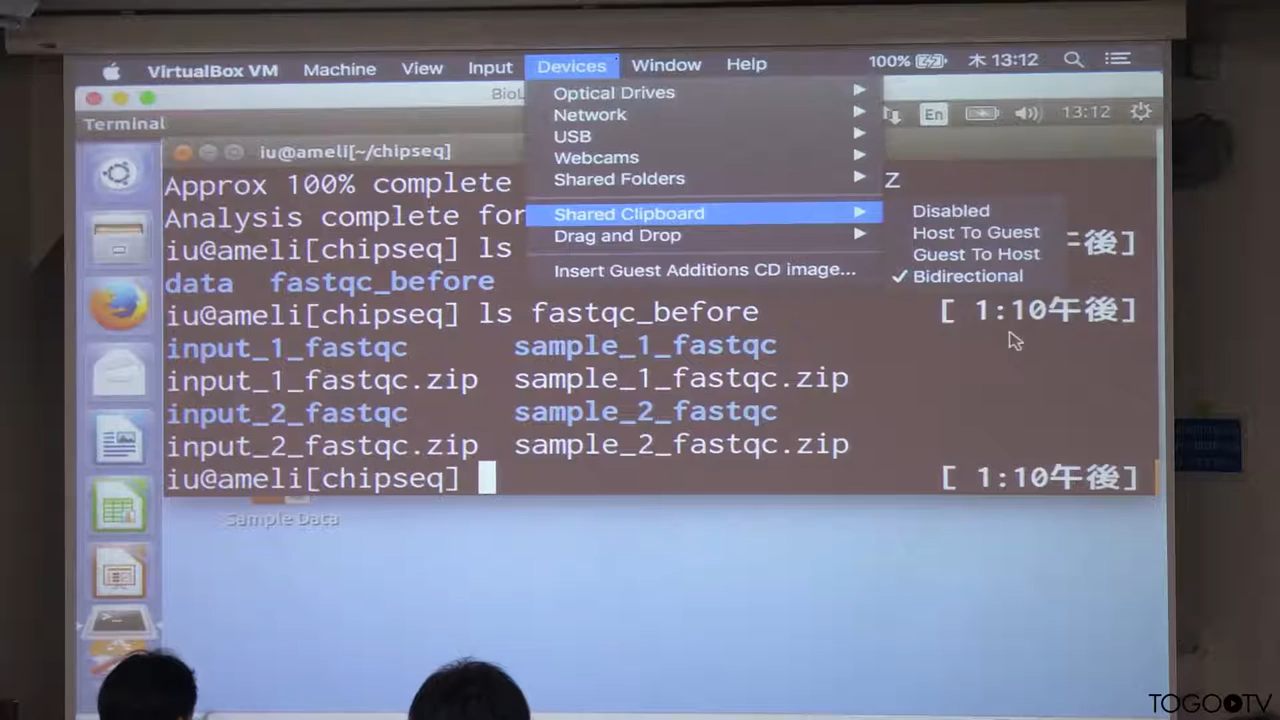 VirtualBox VM Machine View Input Devices Window Help 100% 木 13:12
Optical Drives
Network
USB
Webcams
Shared Folders
Shared Clipboard
Drag and Drop
Insert Guest Additions CD image...
Disabled
Host To Guest
Guest To Host
✓ Bidirectional
Terminal En 13:12
iu@ameli[~/chipseq]
Approx 100% complete z
Analysis complete for
iu@ameli[chipseq] ls 午後]
data fastqc_before
iu@ameli[chipseq] ls fastqc_before [ 1:10午後]
input_1_fastqc sample_1_fastqc
input_1_fastqc.zip sample_1_fastqc.zip
input_2_fastqc sample_2_fastqc
input_2_fastqc.zip sample_2_fastqc.zip
iu@ameli[chipseq] [ 1:10午後]
Sample Data
TOGOTV